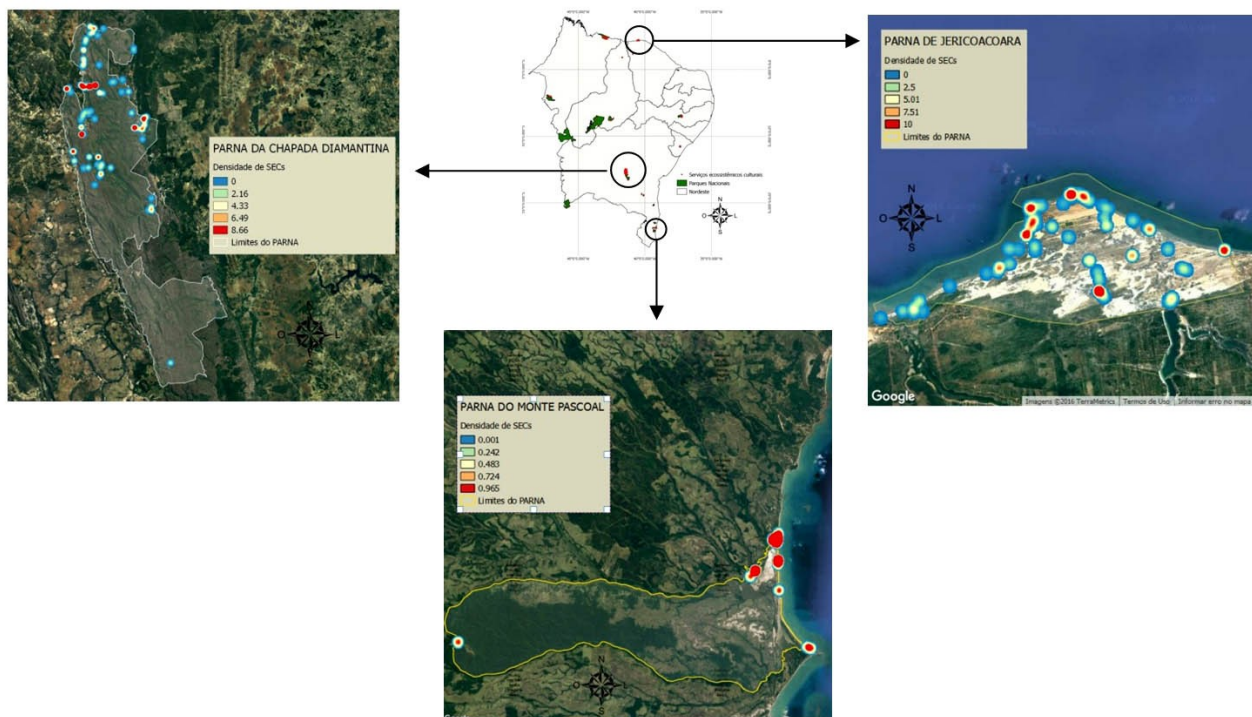 PARNA DA CHAPADA DIAMANTINA
Densidade de SECs
0
2.16
4.33
6.49
8.66
Limites do PARNA
N
O
L
S
Serviços ecossistêmicos culturais
Parques Nacionais
Nordeste
N
O
L
S
PARNA DE JERICOACOARA
Densidade de SECs
0
2.5
5.01
7.51
10
Limites do PARNA
N
O
L
S
Google
Imagens ©2016 TerraMetrics
Termos de Uso
Informar erro no mapa
PARNA DO MONTE PASCOAL
Densidade de SECs
0.001
0.242
0.483
0.724
0.965
Limites do PARNA
N
O
L
S